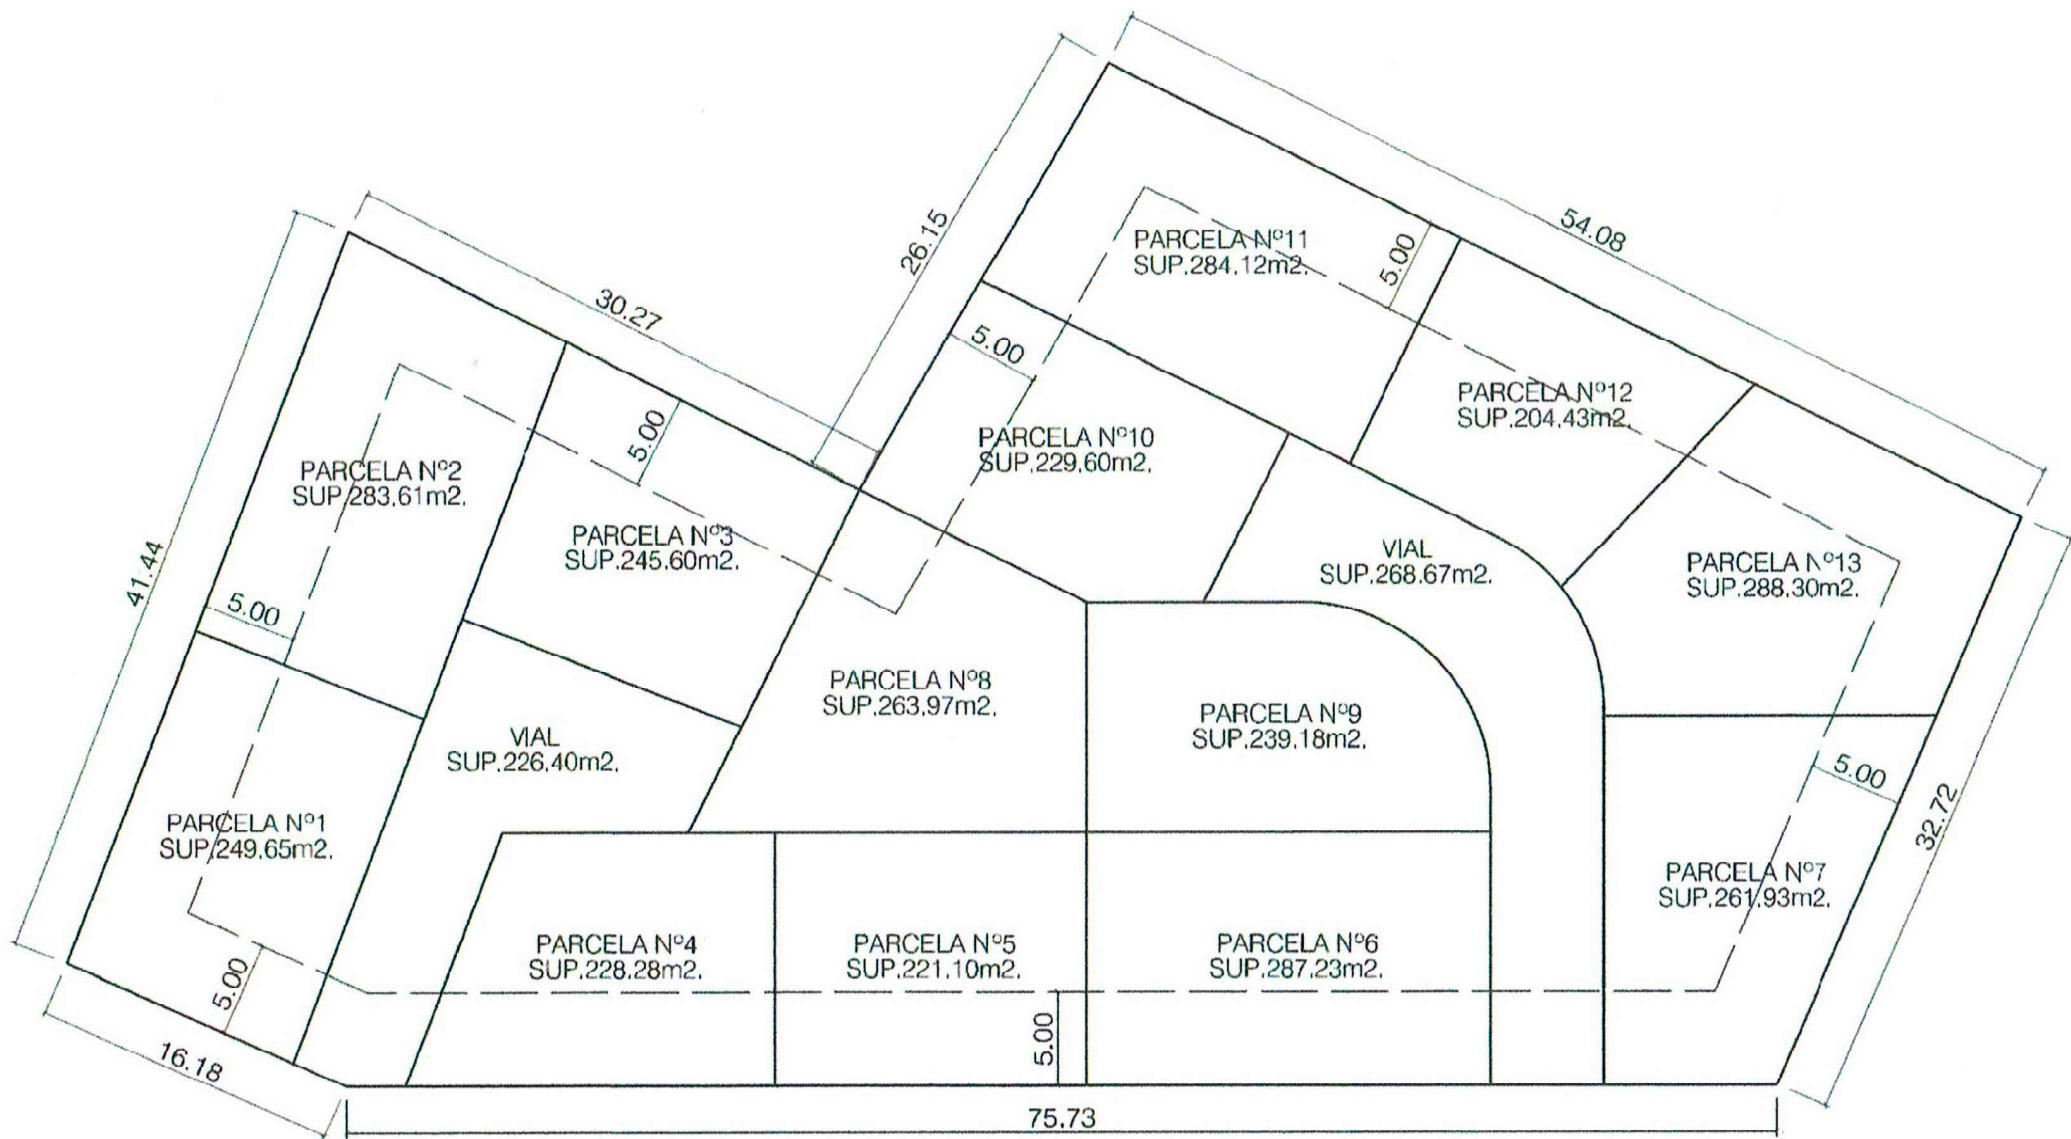 54.08
26.15
PARCELA Nº11
SUP.284.12m2.
5.00
30.27
5.00
PARCELA Nº12
SUP.204.43m2.
5.00
PARCELA Nº10
SUP.229.60m2.
PARCELA Nº2
SUP.283.61m2.
PARCELA Nº3
SUP.245.60m2.
VIAL
SUP.268.67m2.
PARCELA Nº13
SUP.288.30m2.
41.44
5.00
PARCELA Nº8
SUP.263.97m2.
PARCELA Nº9
SUP.239.18m2.
VIAL
SUP.226.40m2.
5.00
32.72
PARCELA Nº1
SUP.249.65m2.
PARCELA Nº7
SUP.261.93m2.
PARCELA Nº4
SUP.228.28m2.
PARCELA Nº5
SUP.221.10m2.
PARCELA Nº6
SUP.287.23m2.
5.00
5.00
16.18
75.73